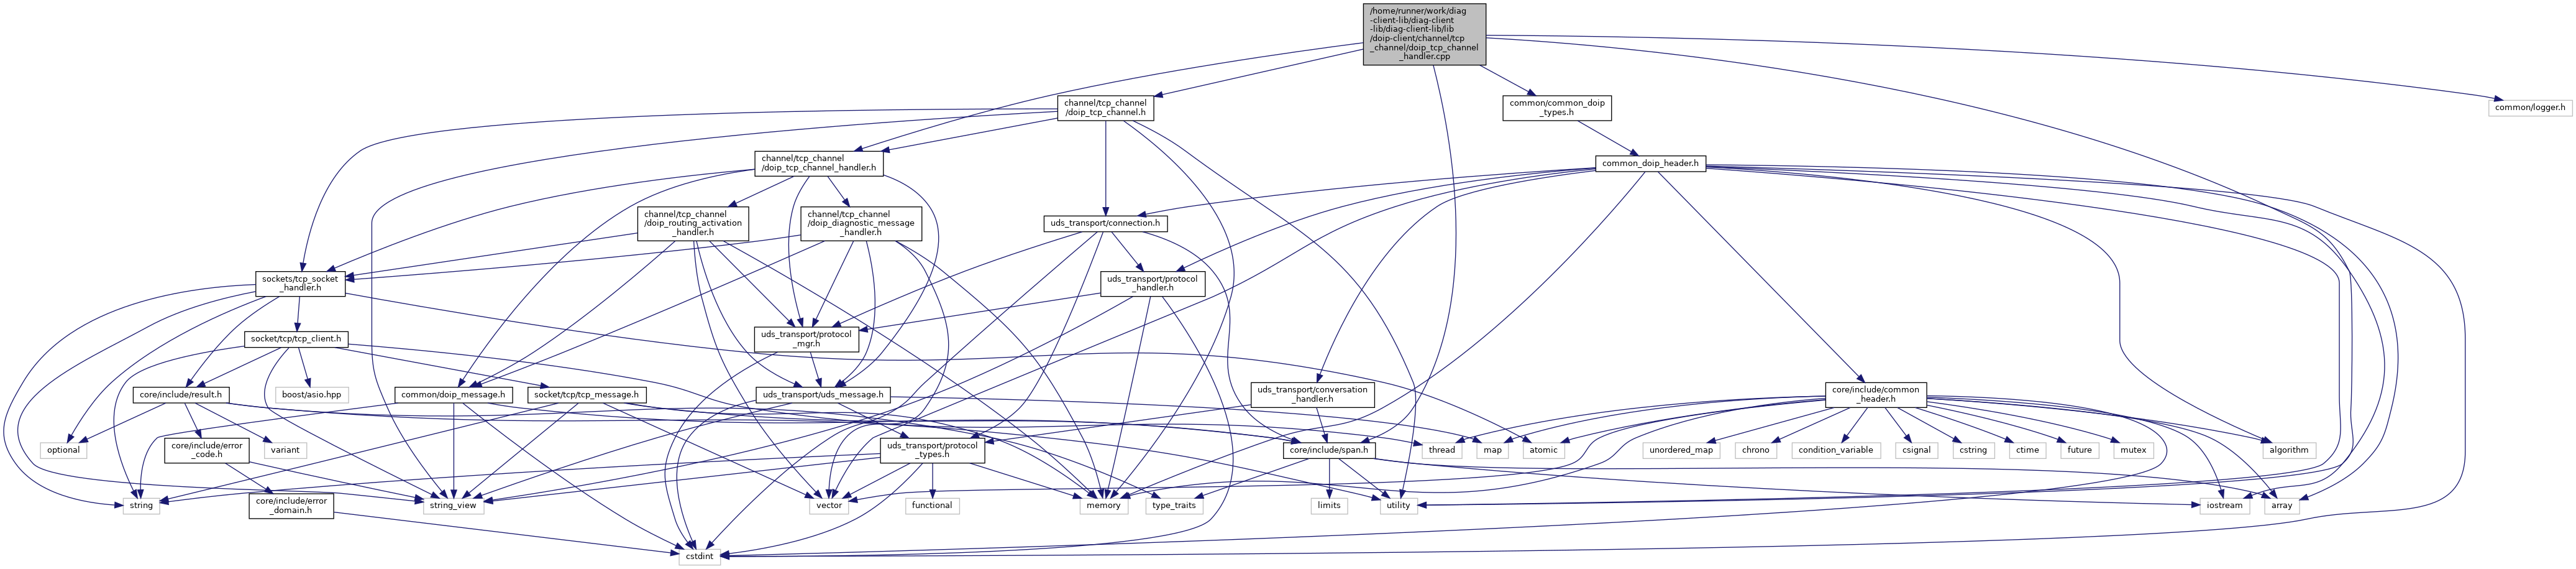 /home/runner/work/diag
-client-lib/diag-client
-lib/diag-client-lib/lib
/doip-client/channel/tcp
_channel/doip_tcp_channel
_handler.cpp
channel/tcp_channel
/doip_tcp_channel.h
common/common_doip
_types.h
common/logger.h
channel/tcp_channel
/doip_tcp_channel_handler.h
common_doip_header.h
channel/tcp_channel
/doip_routing_activation
_handler.h
channel/tcp_channel
/doip_diagnostic_message
_handler.h
uds_transport/connection.h
sockets/tcp_socket
_handler.h
uds_transport/protocol
_handler.h
socket/tcp/tcp_client.h
uds_transport/protocol
_mgr.h
core/include/result.h
boost/asio.hpp
common/doip_message.h
socket/tcp/tcp_message.h
uds_transport/uds_message.h
uds_transport/conversation
_handler.h
core/include/common
_header.h
optional
core/include/error
_code.h
variant
uds_transport/protocol
_types.h
core/include/span.h
thread
map
atomic
unordered_map
chrono
condition_variable
csignal
cstring
ctime
future
mutex
algorithm
string
core/include/error
_domain.h
string_view
vector
functional
memory
type_traits
limits
utility
iostream
array
cstdint